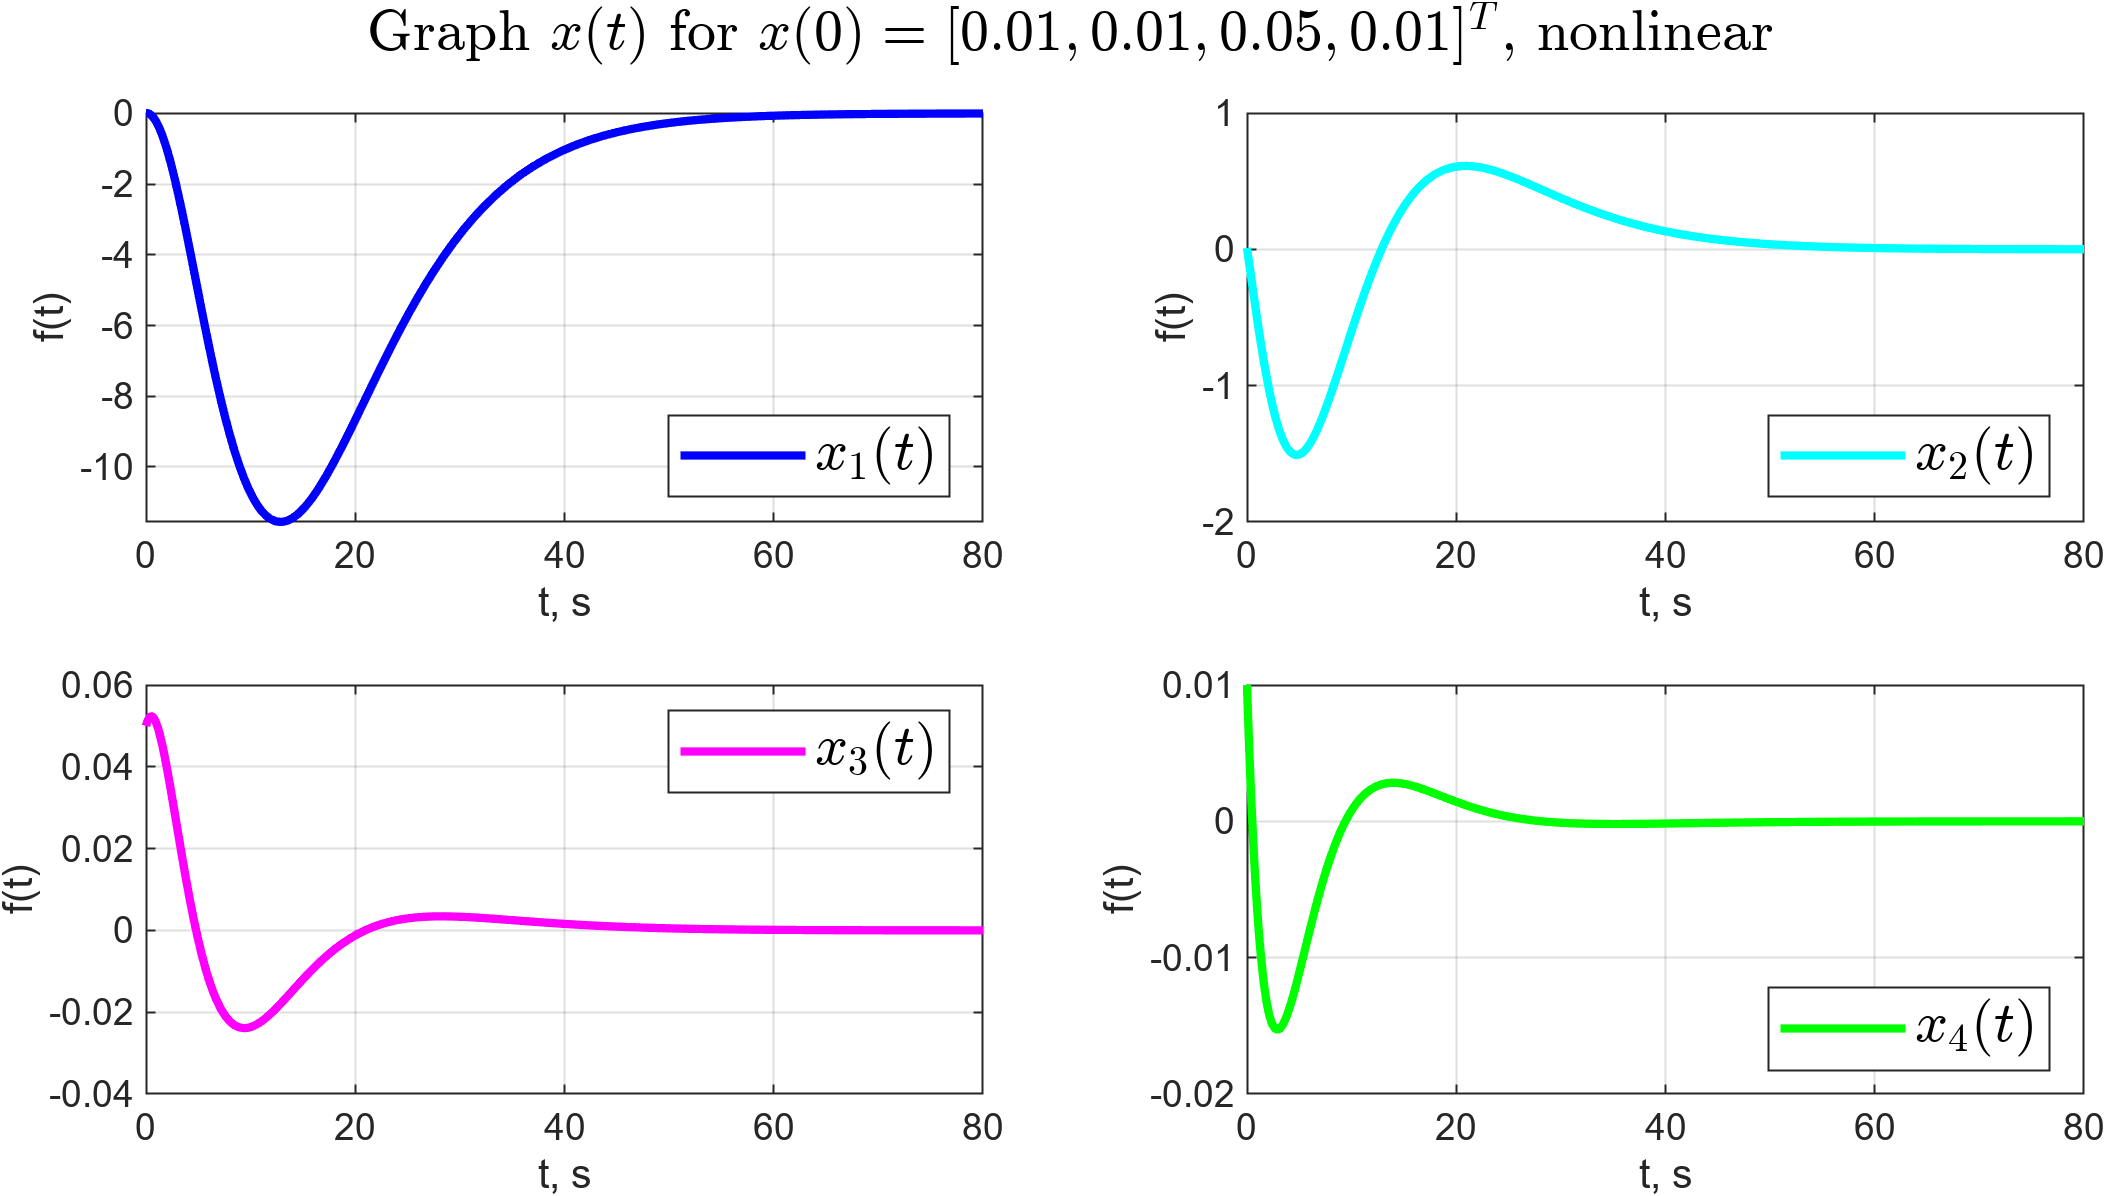 Graph x(t) for x(0) = [0.01, 0.01, 0.05, 0.01]^T, nonlinear
0
-2
-4
-6
-8
-10
f(t)
x_1(t)
0 20 40 60 80
t, s
1
0
-1
-2
f(t)
x_2(t)
0 20 40 60 80
t, s
0.06
0.04
0.02
0
-0.02
-0.04
f(t)
x_3(t)
0 20 40 60 80
t, s
0.01
0
-0.01
-0.02
f(t)
x_4(t)
0 20 40 60 80
t, s